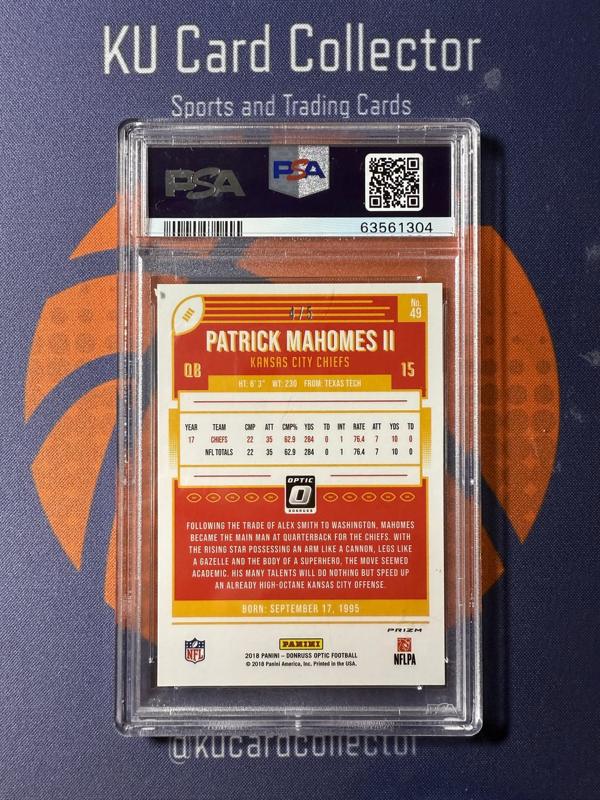 KU Card Collector
Sports and Trading Cards
PSA PSA
63561304
4/5
No. 49
PATRICK MAHOMES II
KANSAS CITY CHIEFS
QB 15
HT: 6' 3" WT: 230 FROM: TEXAS TECH
YEAR TEAM CMP ATT CMP% YDS TD INT RATE ATT YDS TD
17 CHIEFS 22 35 62.9 284 0 1 76.4 7 10 0
NFL TOTALS 22 35 62.9 284 0 1 76.4 7 10 0
OPTIC
DONRUSS
FOLLOWING THE TRADE OF ALEX SMITH TO WASHINGTON, MAHOMES
BECAME THE MAIN MAN AT QUARTERBACK FOR THE CHIEFS. WITH
THE RISING STAR POSSESSING AN ARM LIKE A CANNON, LEGS LIKE
A GAZELLE AND THE BODY OF A SUPERHERO, THE MOVE SEEMED
ACADEMIC. HIS MANY TALENTS WILL DO NOTHING BUT SPEED UP
AN ALREADY HIGH-OCTANE KANSAS CITY OFFENSE.
BORN: SEPTEMBER 17, 1995
PRIZM
NFL
PANINI
2018 PANINI – DONRUSS OPTIC FOOTBALL
© 2018 Panini America, Inc. Printed in the USA.
NFLPA
PSA
@kucardcollector